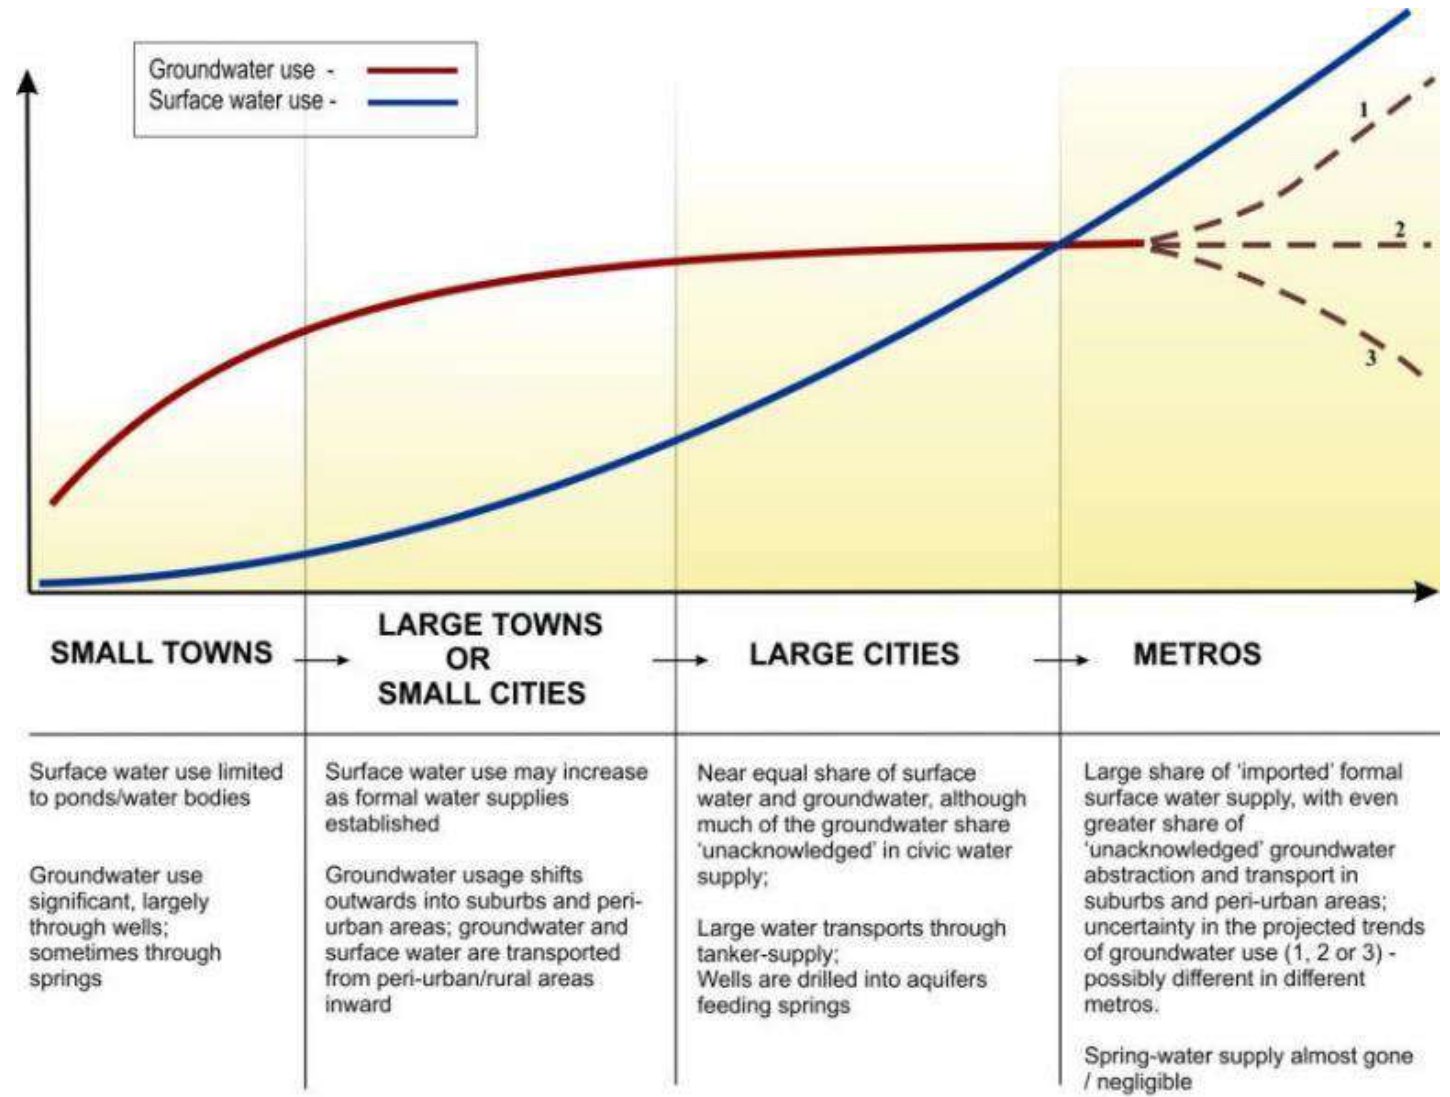 Groundwater use -
Surface water use -
1
2
3
SMALL TOWNS
LARGE TOWNS
OR
SMALL CITIES
LARGE CITIES
METROS
Surface water use limited
to ponds/water bodies
Groundwater use
significant, largely
through wells;
sometimes through
springs
Surface water use may increase
as formal water supplies
established
Groundwater usage shifts
outwards into suburbs and peri-
urban areas; groundwater and
surface water are transported
from peri-urban/rural areas
inward
Near equal share of surface
water and groundwater, although
much of the groundwater share
'unacknowledged' in civic water
supply;
Large water transports through
tanker-supply;
Wells are drilled into aquifers
feeding springs
Large share of 'imported' formal
surface water supply, with even
greater share of
'unacknowledged' groundwater
abstraction and transport in
suburbs and peri-urban areas;
uncertainty in the projected trends
of groundwater use (1, 2 or 3) -
possibly different in different
metros.
Spring-water supply almost gone
/ negligible